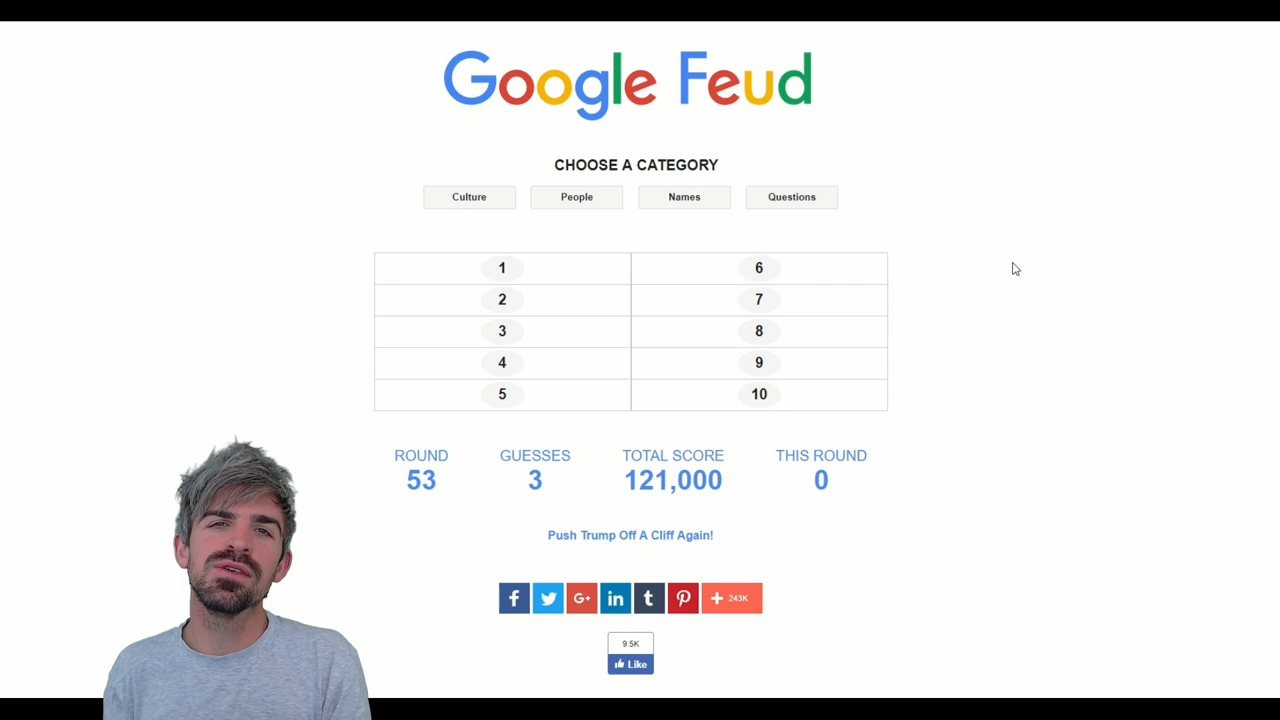 Google Feud
CHOOSE A CATEGORY
Culture People Names Questions
1 6
2 7
3 8
4 9
5 10
ROUND GUESSES TOTAL SCORE THIS ROUND
53 3 121,000 0
Push Trump Off A Cliff Again!
f G+ in t + 243K
9.5K
Like